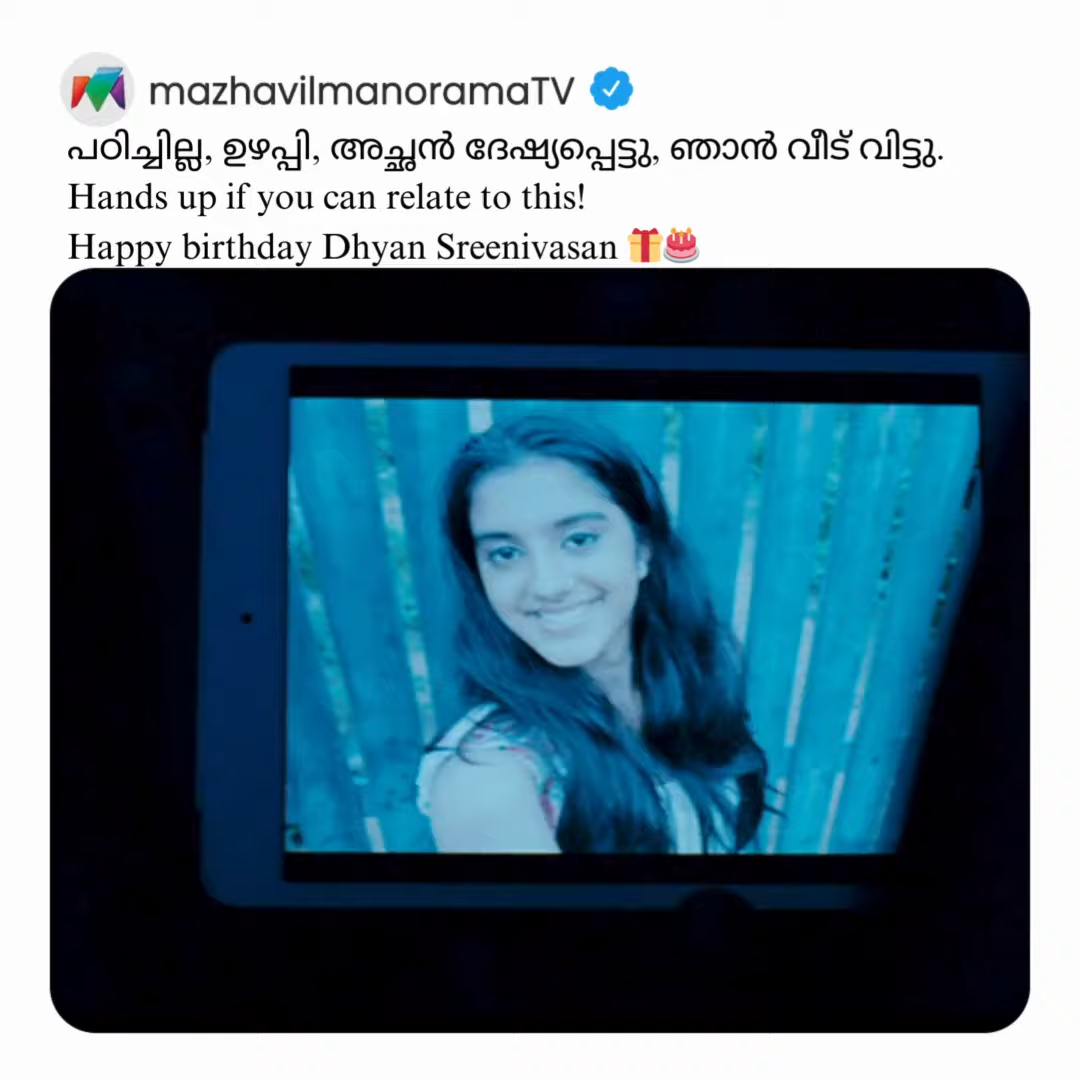 mazhavilmanoramaTV
പഠിച്ചില്ല, ഉഴപ്പി, അച്ഛൻ ദേഷ്യപ്പെട്ടു, ഞാൻ വീട് വിട്ടു.
Hands up if you can relate to this!
Happy birthday Dhyan Sreenivasan 🎁🎂